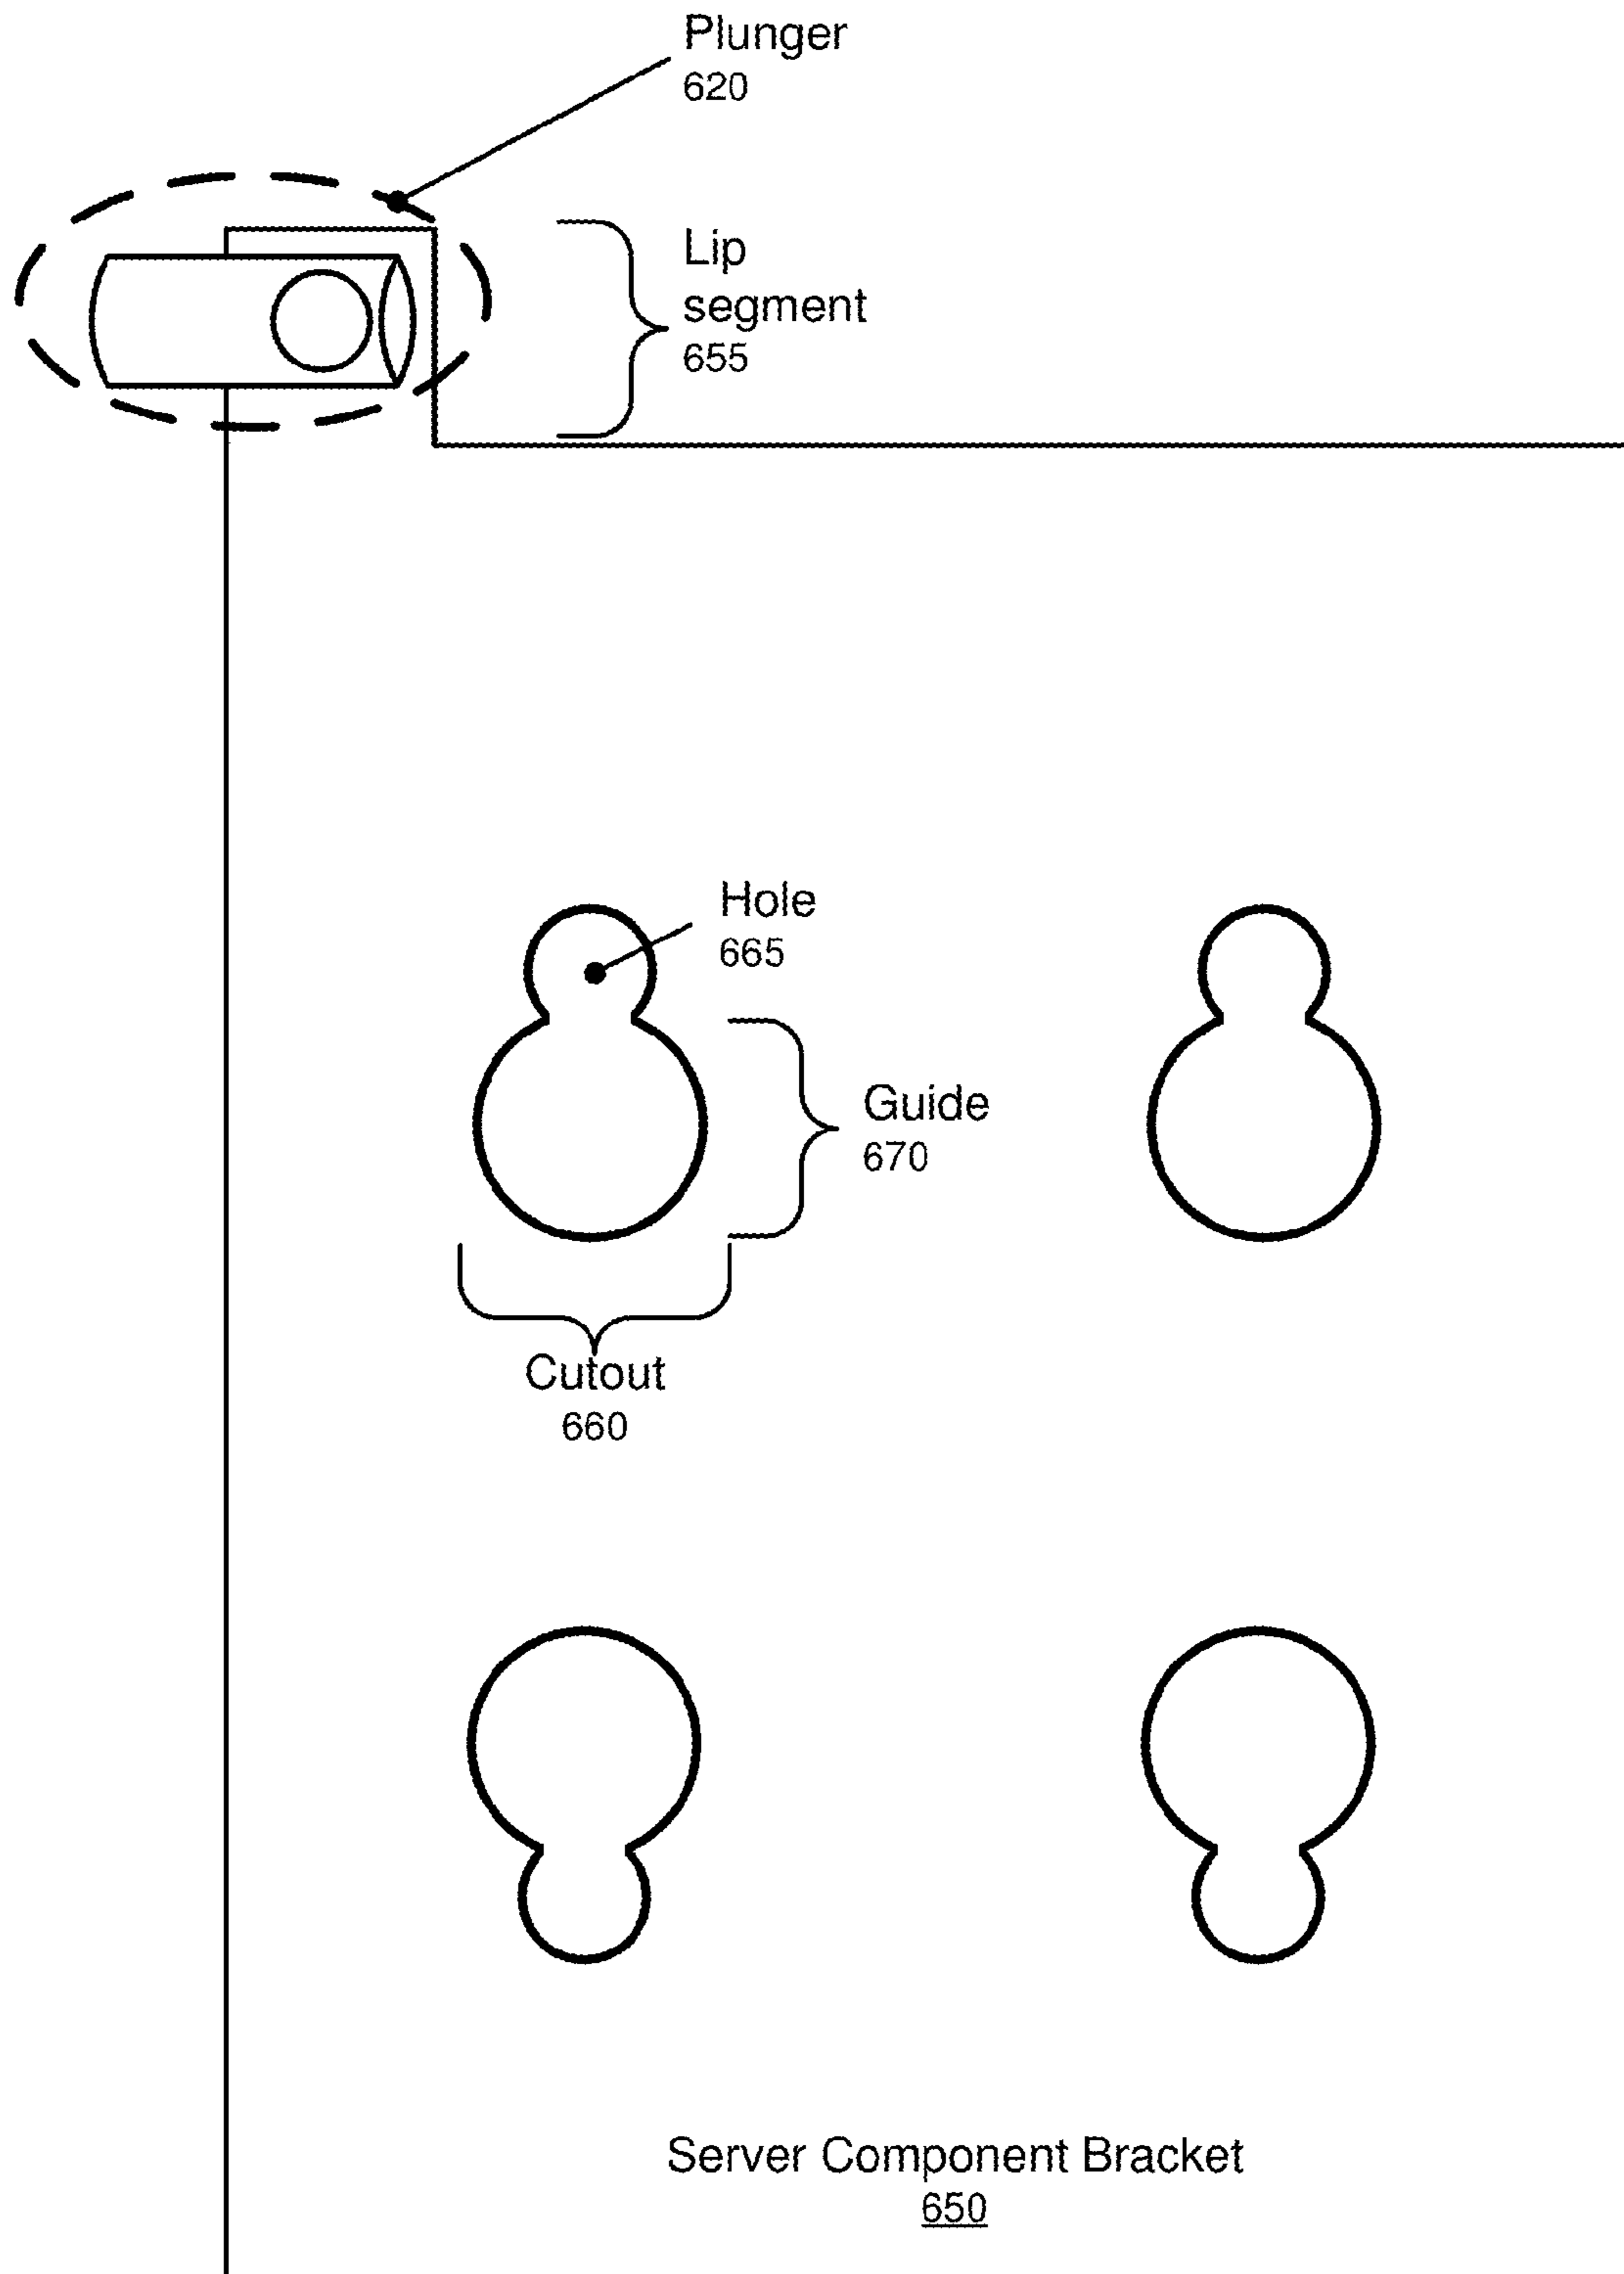 Plunger
620
Lip
segment
655
Hole
665
Guide
670
Cutout
660
Server Component Bracket
650